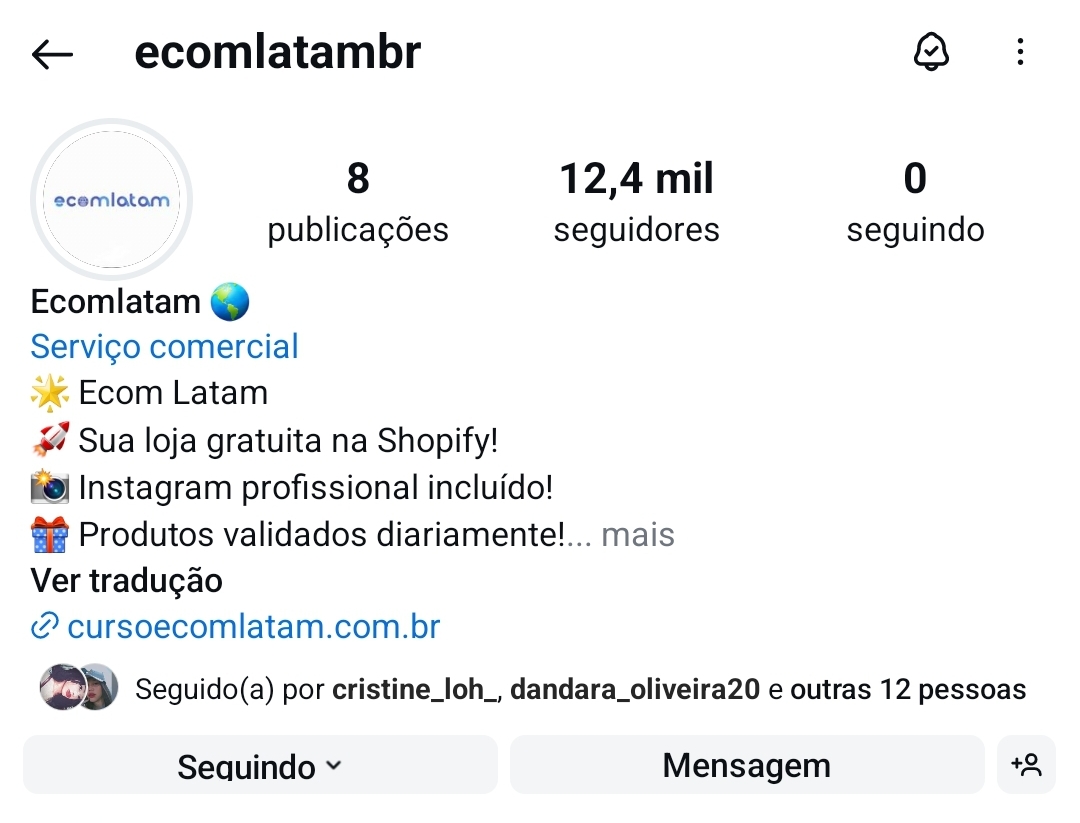 ecomlatambr
ecomlatam
8
publicações
12,4 mil
seguidores
0
seguindo
Ecomlatam 🌎
Serviço comercial
🌟 Ecom Latam
🚀 Sua loja gratuita na Shopify!
📸 Instagram profissional incluído!
🎁 Produtos validados diariamente!... mais
Ver tradução
cursoecomlatam.com.br
Seguido(a) por cristine_loh_, dandara_oliveira20 e outras 12 pessoas
Seguindo
Mensagem